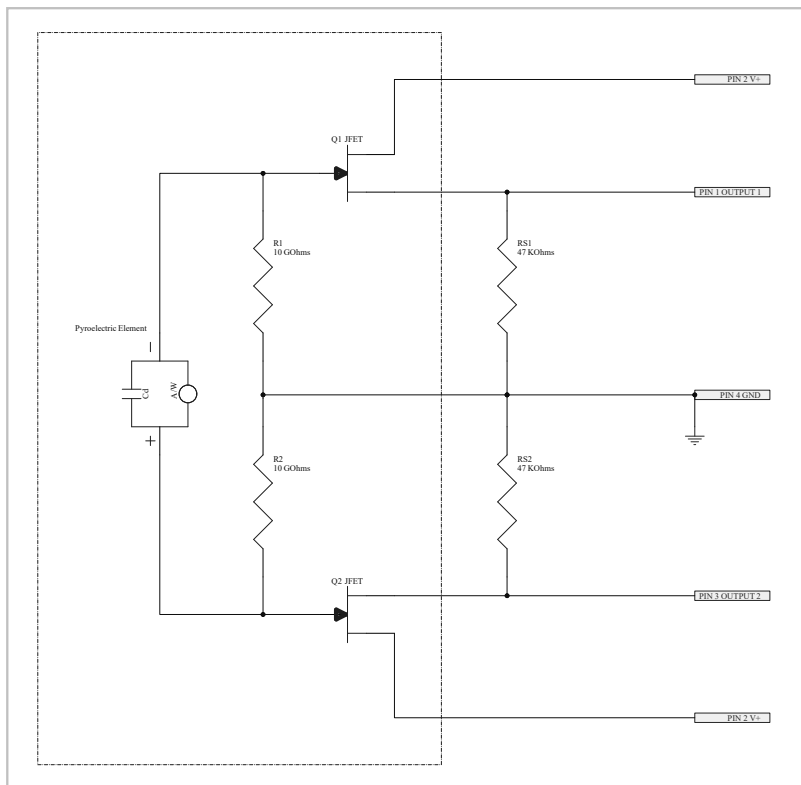 PIN 2 V+
Q1 JFET
PIN 1 OUTPUT 1
R1
10 GOhms
RS1
47 KOhms
Pyroelectric Element
−
Cd
A/W
PIN 4 GND
+
R2
10 GOhms
RS2
47 KOhms
Q2 JFET
PIN 3 OUTPUT 2
PIN 2 V+